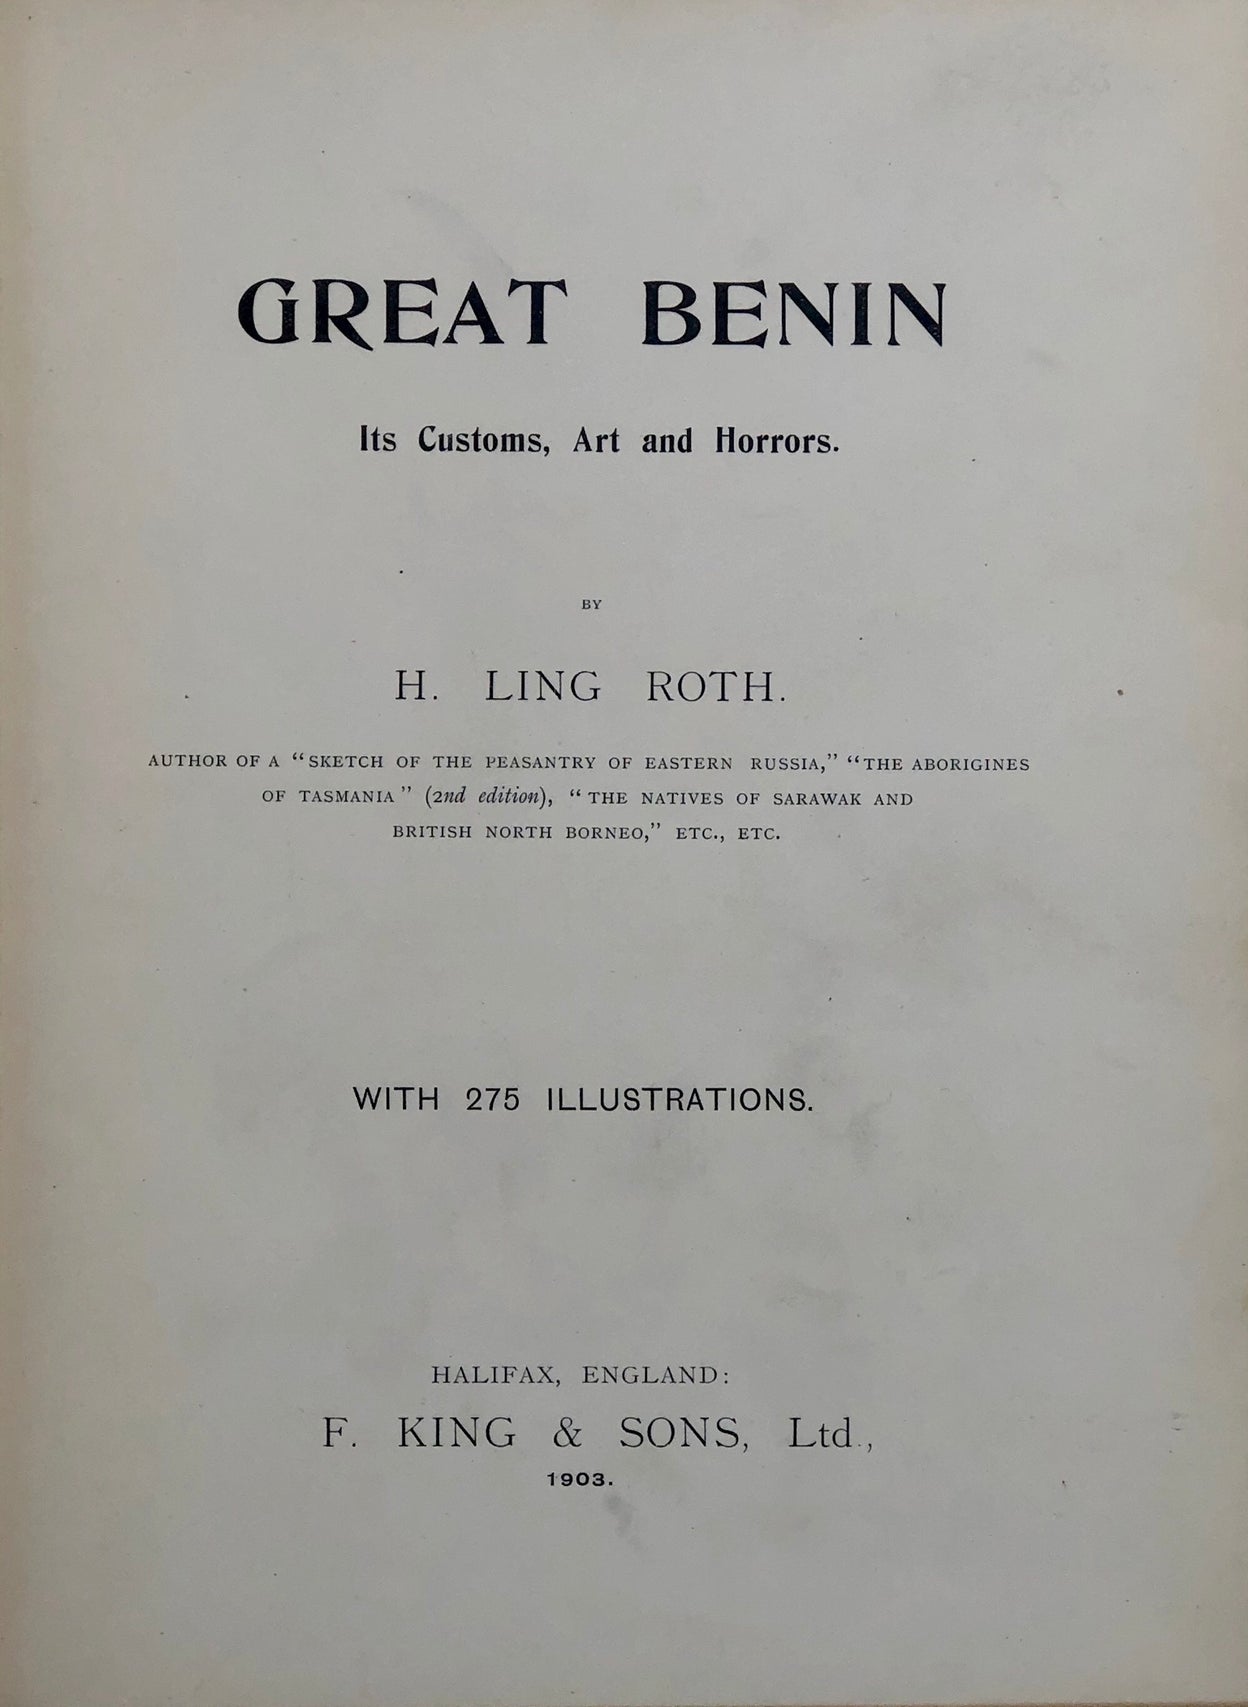 GREAT BENIN
Its Customs, Art and Horrors.
BY
H. LING ROTH.
AUTHOR OF A “SKETCH OF THE PEASANTRY OF EASTERN RUSSIA,” “THE ABORIGINES
OF TASMANIA” (2nd edition), “THE NATIVES OF SARAWAK AND
BRITISH NORTH BORNEO,” ETC., ETC.
WITH 275 ILLUSTRATIONS.
HALIFAX, ENGLAND:
F. KING & SONS, Ltd.,
1903.